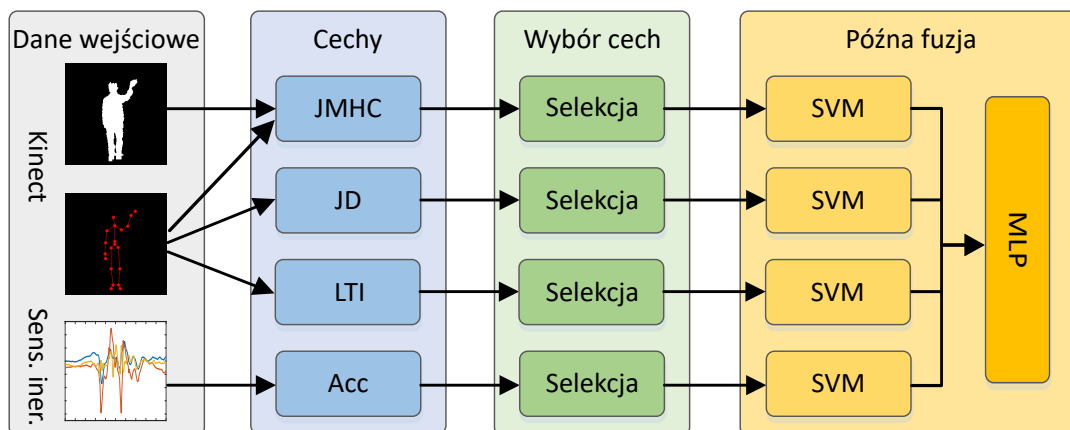 Dane wejściowe
Cechy
Wybór cech
Późna fuzja
Kinect
Sens. iner.
JMHC
Selekcja
SVM
JD
Selekcja
SVM
LTI
Selekcja
SVM
Acc
Selekcja
SVM
MLP